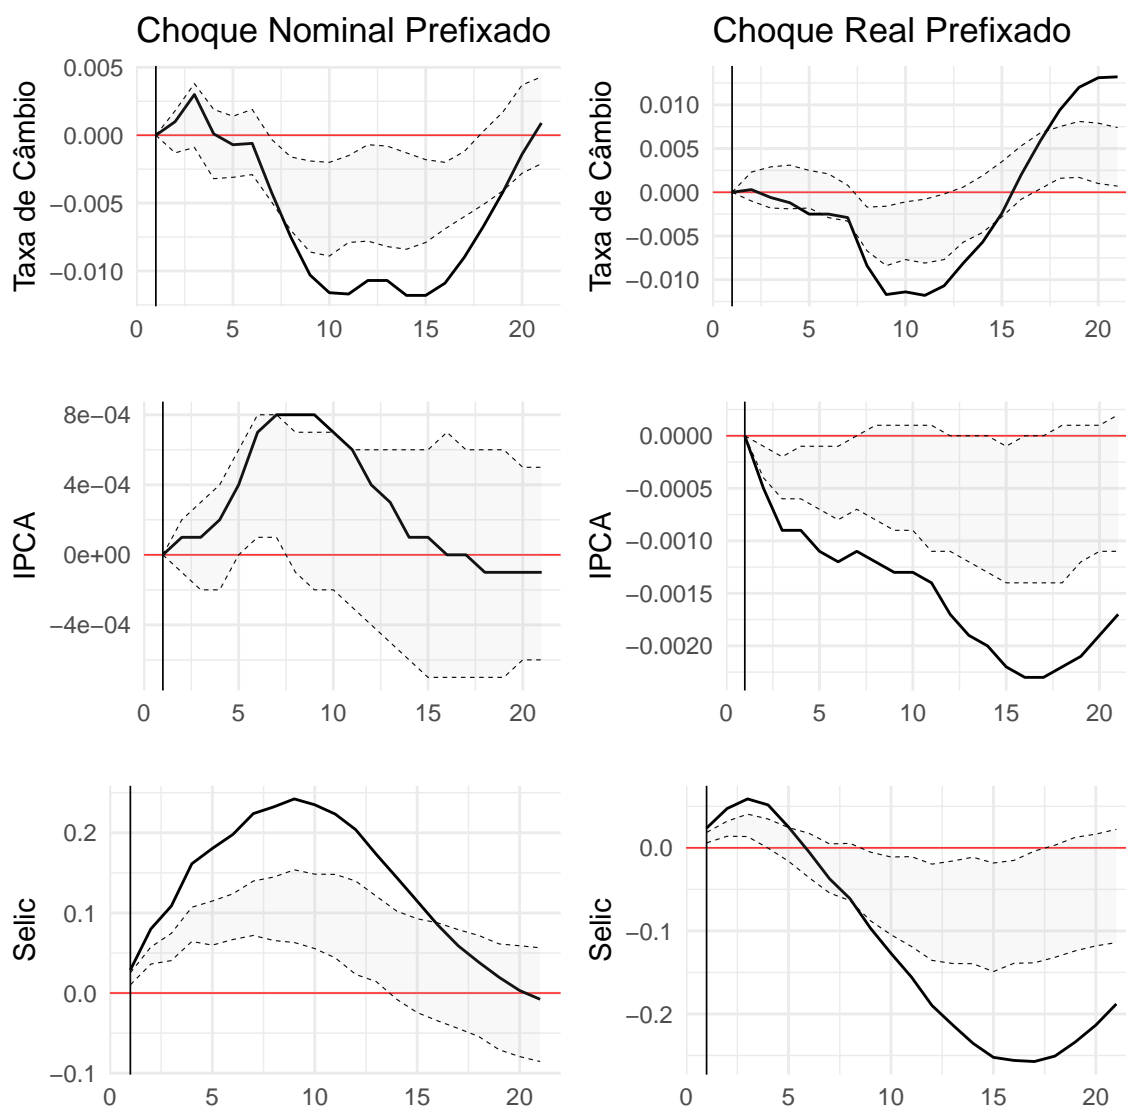 Choque Nominal Prefixado
Taxa de Câmbio
0.005
0.000
−0.005
−0.010
0 5 10 15 20
Choque Real Prefixado
Taxa de Câmbio
0.010
0.005
0.000
−0.005
−0.010
0 5 10 15 20
IPCA
8e−04
4e−04
0e+00
−4e−04
0 5 10 15 20
IPCA
0.0000
−0.0005
−0.0010
−0.0015
−0.0020
0 5 10 15 20
Selic
0.2
0.1
0.0
−0.1
0 5 10 15 20
Selic
0.0
−0.1
−0.2
0 5 10 15 20